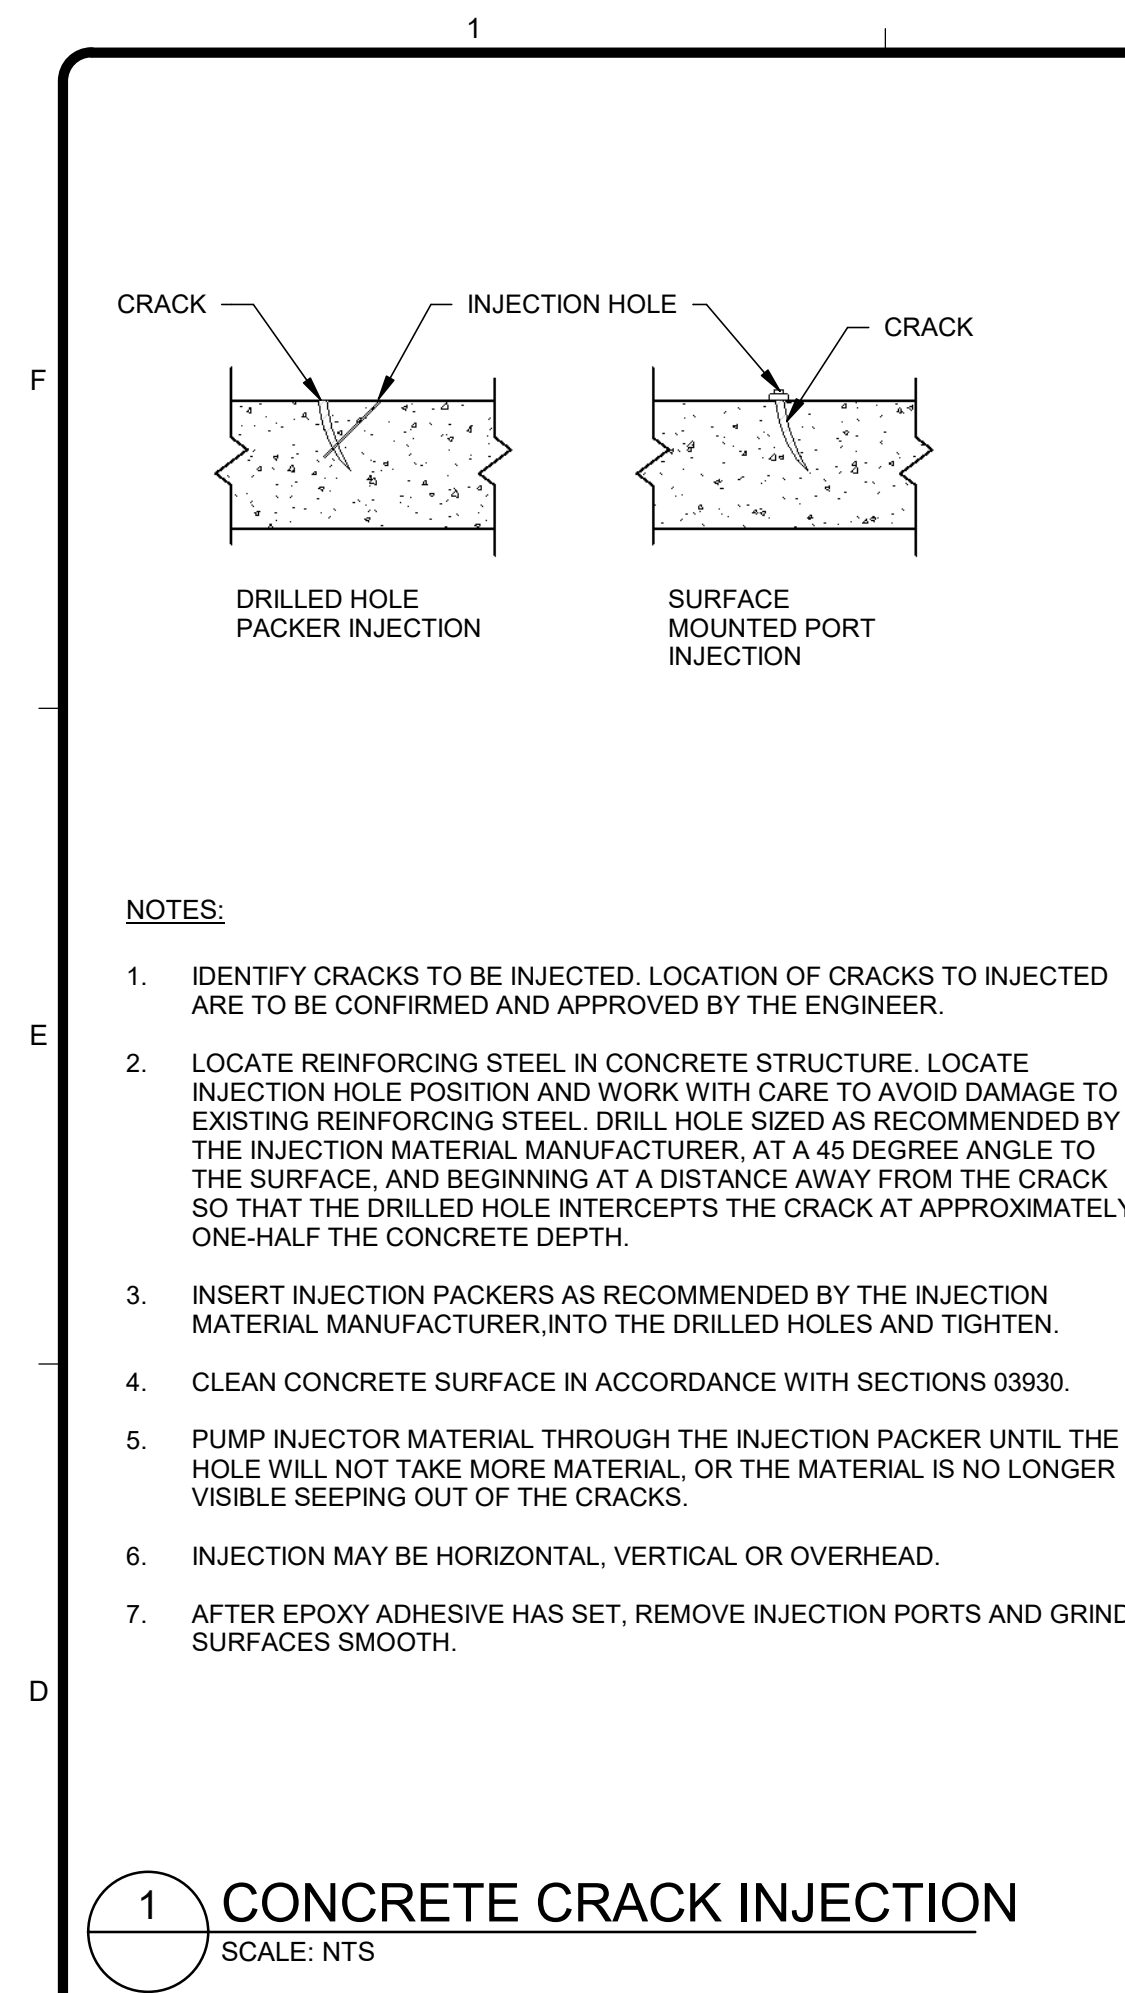 1
CRACK
INJECTION HOLE
CRACK
F
DRILLED HOLE
PACKER INJECTION
SURFACE
MOUNTED PORT
INJECTION
NOTES:
1. IDENTIFY CRACKS TO BE INJECTED. LOCATION OF CRACKS TO INJECTED
ARE TO BE CONFIRMED AND APPROVED BY THE ENGINEER.
E
2. LOCATE REINFORCING STEEL IN CONCRETE STRUCTURE. LOCATE
INJECTION HOLE POSITION AND WORK WITH CARE TO AVOID DAMAGE TO
EXISTING REINFORCING STEEL. DRILL HOLE SIZED AS RECOMMENDED BY
THE INJECTION MATERIAL MANUFACTURER, AT A 45 DEGREE ANGLE TO
THE SURFACE, AND BEGINNING AT A DISTANCE AWAY FROM THE CRACK
SO THAT THE DRILLED HOLE INTERCEPTS THE CRACK AT APPROXIMATELY
ONE-HALF THE CONCRETE DEPTH.
3. INSERT INJECTION PACKERS AS RECOMMENDED BY THE INJECTION
MATERIAL MANUFACTURER,INTO THE DRILLED HOLES AND TIGHTEN.
4. CLEAN CONCRETE SURFACE IN ACCORDANCE WITH SECTIONS 03930.
5. PUMP INJECTOR MATERIAL THROUGH THE INJECTION PACKER UNTIL THE
HOLE WILL NOT TAKE MORE MATERIAL, OR THE MATERIAL IS NO LONGER
VISIBLE SEEPING OUT OF THE CRACKS.
6. INJECTION MAY BE HORIZONTAL, VERTICAL OR OVERHEAD.
7. AFTER EPOXY ADHESIVE HAS SET, REMOVE INJECTION PORTS AND GRIND
SURFACES SMOOTH.
D
1 CONCRETE CRACK INJECTION
SCALE: NTS